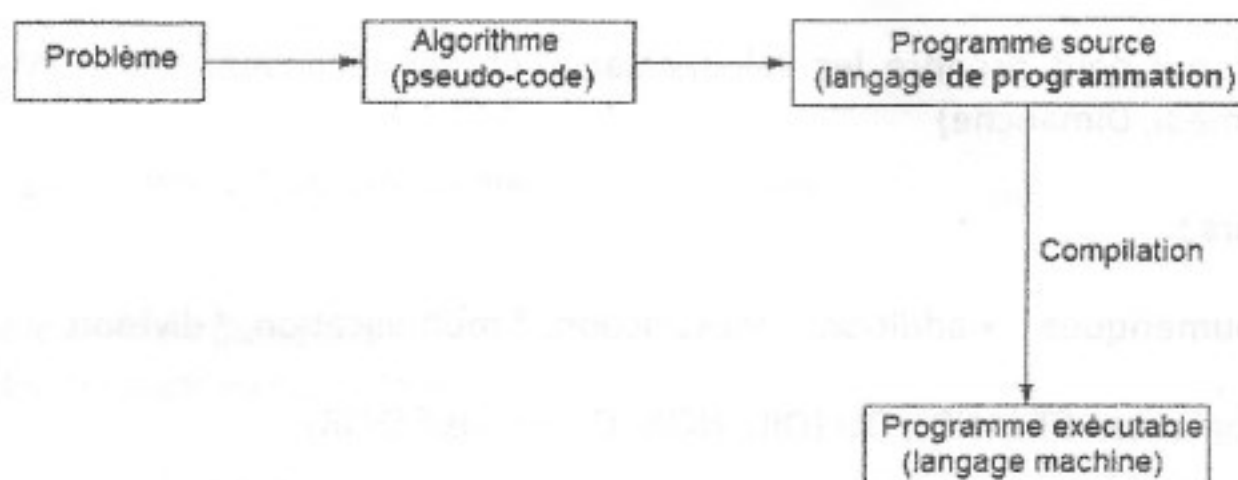 Problème
Algorithme
(pseudo-code)
Programme source
(langage de programmation)
Compilation
Programme exécutable
(langage machine)